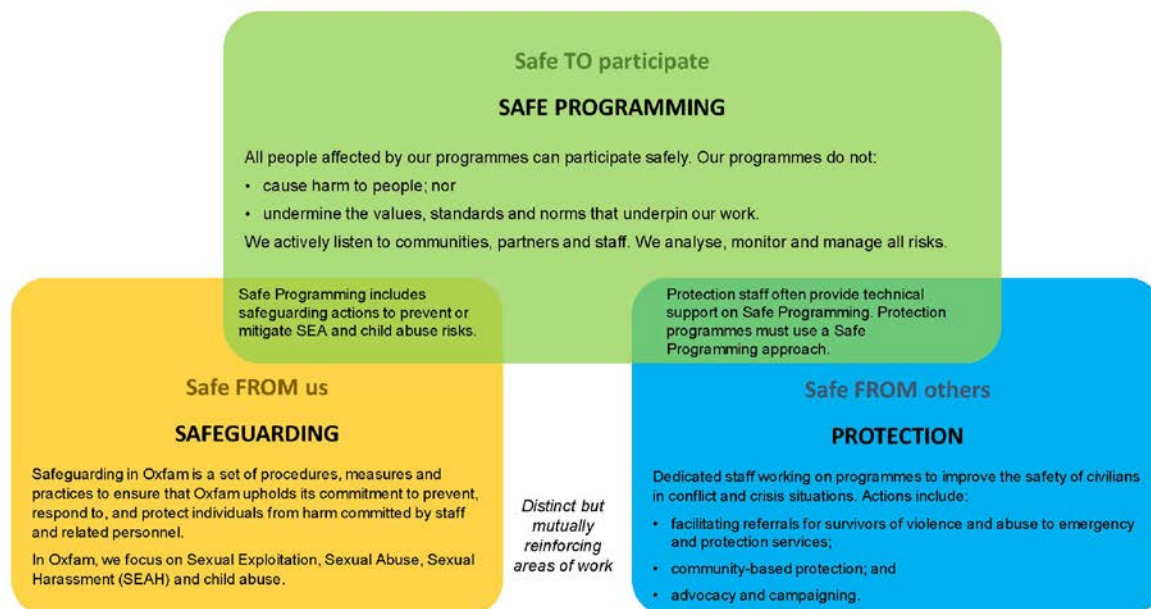 Safe TO participate
SAFE PROGRAMMING
All people affected by our programmes can participate safely. Our programmes do not:
• cause harm to people; nor
• undermine the values, standards and norms that underpin our work.
We actively listen to communities, partners and staff. We analyse, monitor and manage all risks.
Safe Programming includes
safeguarding actions to prevent or
mitigate SEA and child abuse risks.
Protection staff often provide technical
support on Safe Programming. Protection
programmes must use a Safe
Programming approach.
Safe FROM us
SAFEGUARDING
Safeguarding in Oxfam is a set of procedures, measures and
practices to ensure that Oxfam upholds its commitment to prevent,
respond to, and protect individuals from harm committed by staff
and related personnel.
In Oxfam, we focus on Sexual Exploitation, Sexual Abuse, Sexual
Harassment (SEAH) and child abuse.
Distinct but
mutually
reinforcing
areas of work
Safe FROM others
PROTECTION
Dedicated staff working on programmes to improve the safety of civilians
in conflict and crisis situations. Actions include:
• facilitating referrals for survivors of violence and abuse to emergency
and protection services;
• community-based protection; and
• advocacy and campaigning.